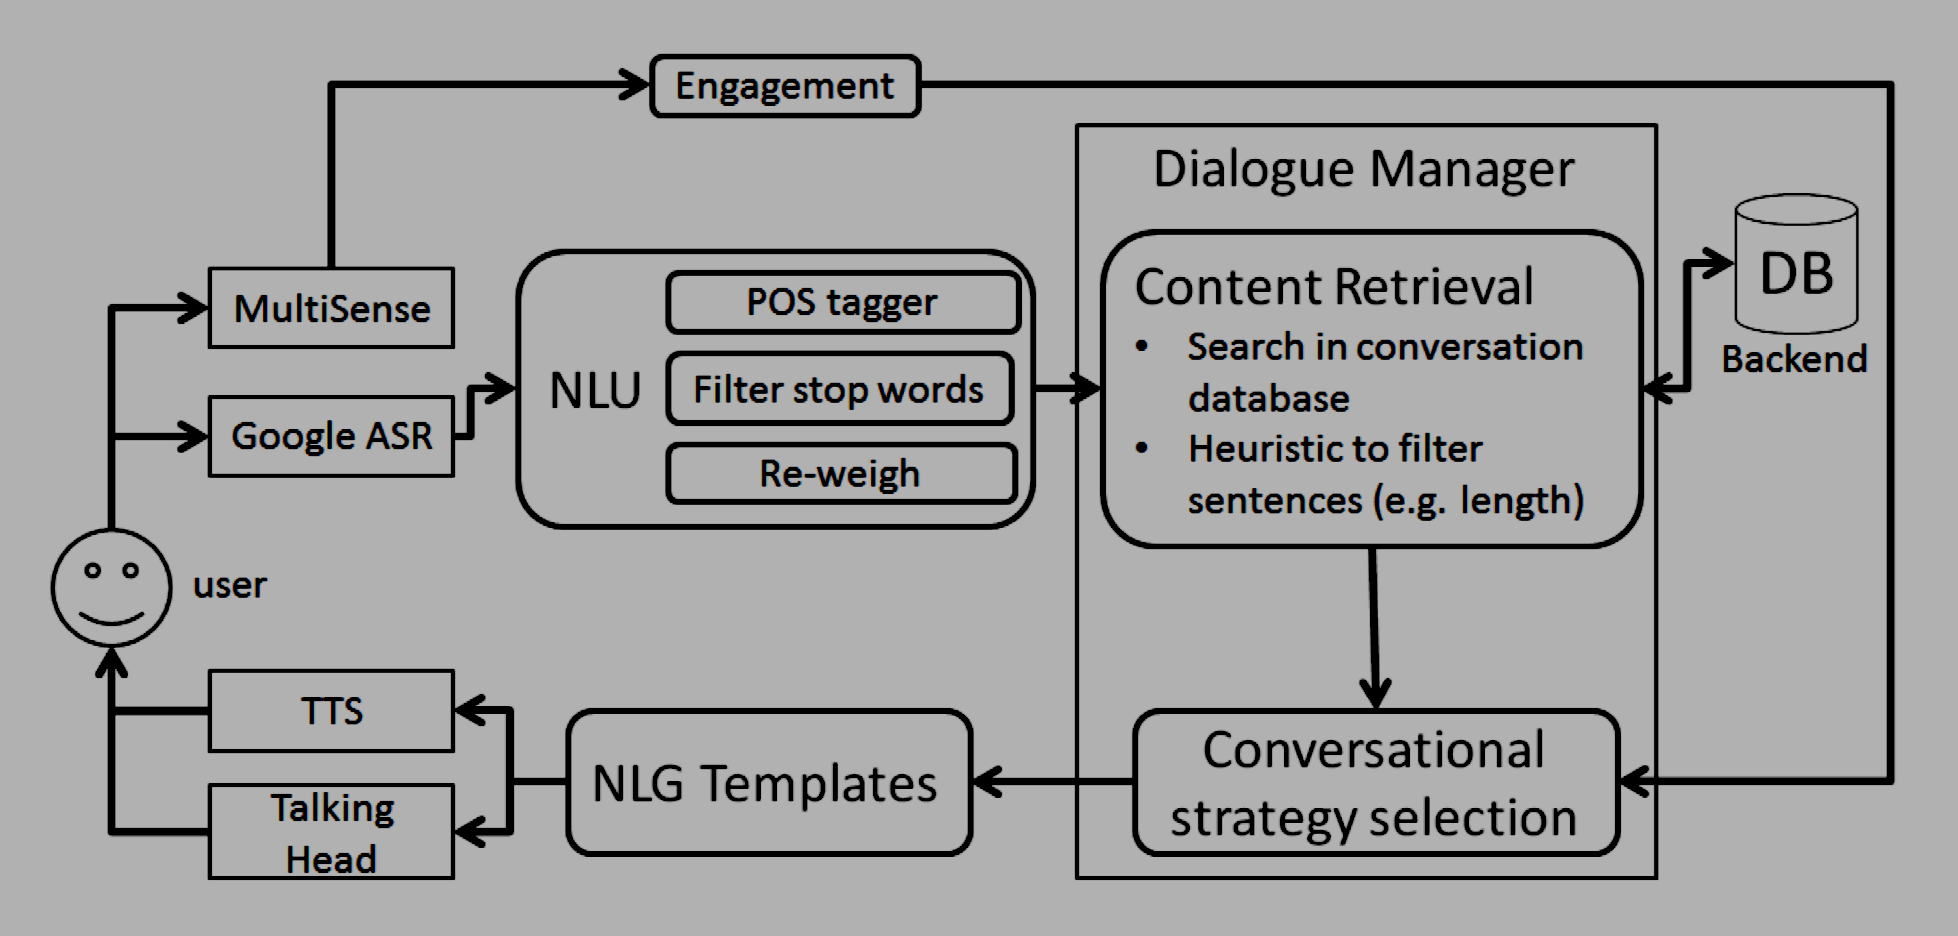 Engagement
Dialogue Manager
MultiSense
Google ASR
NLU
POS tagger
Filter stop words
Re-weigh
Content Retrieval
• Search in conversation
database
• Heuristic to filter
sentences (e.g. length)
DB
Backend
user
TTS
Talking
Head
NLG Templates
Conversational
strategy selection